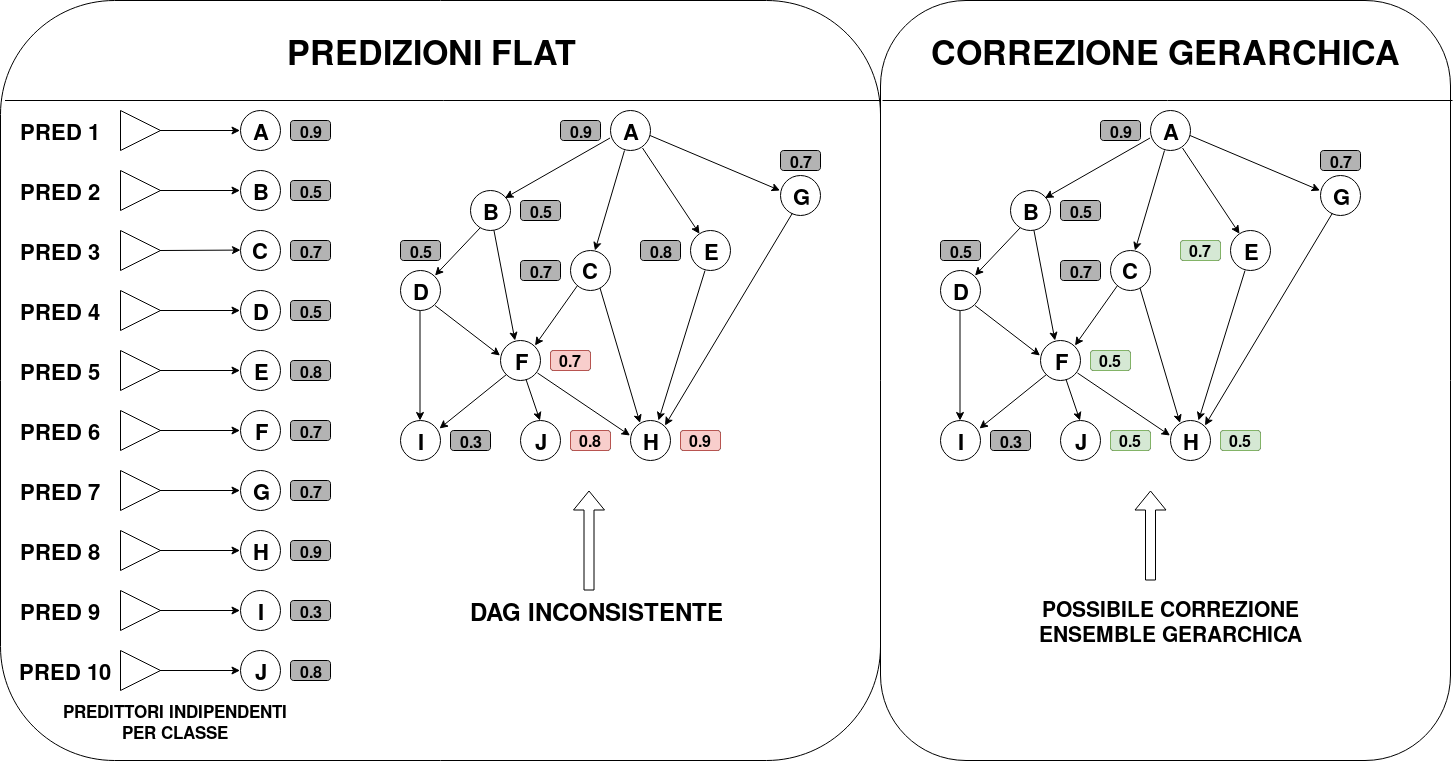 PREDIZIONI FLAT
PRED 1 A 0.9
PRED 2 B 0.5
PRED 3 C 0.7
PRED 4 D 0.5
PRED 5 E 0.8
PRED 6 F 0.7
PRED 7 G 0.7
PRED 8 H 0.9
PRED 9 I 0.3
PRED 10 J 0.8
PREDITTORI INDIPENDENTI
PER CLASSE
0.9 A
0.7
G
B 0.5
0.5
0.8 E
0.7 C
D
F 0.7
I 0.3 J 0.8 H 0.9
DAG INCONSISTENTE
CORREZIONE GERARCHICA
0.9 A
0.7
G
B 0.5
0.5
0.7 E
0.7 C
D
F 0.5
I 0.3 J 0.5 H 0.5
POSSIBILE CORREZIONE
ENSEMBLE GERARCHICA